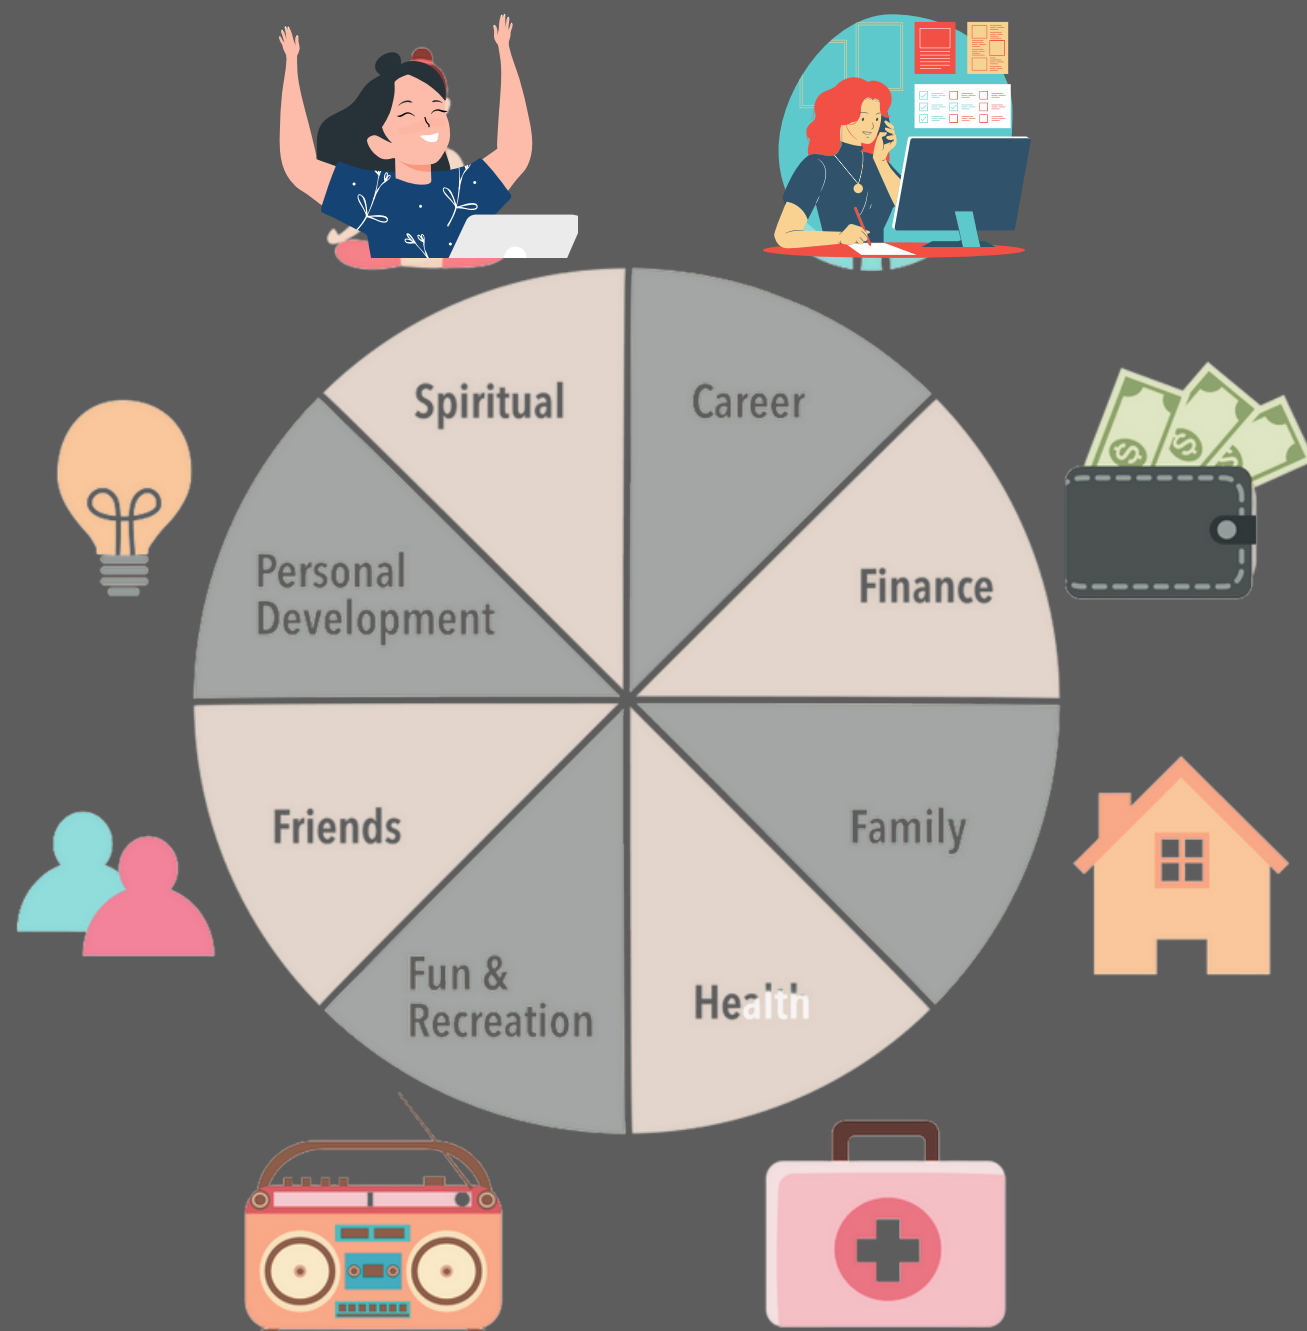 Spiritual
Career
Personal
Development
Finance
Friends
Family
Fun &
Recreation
Health
$
$
$